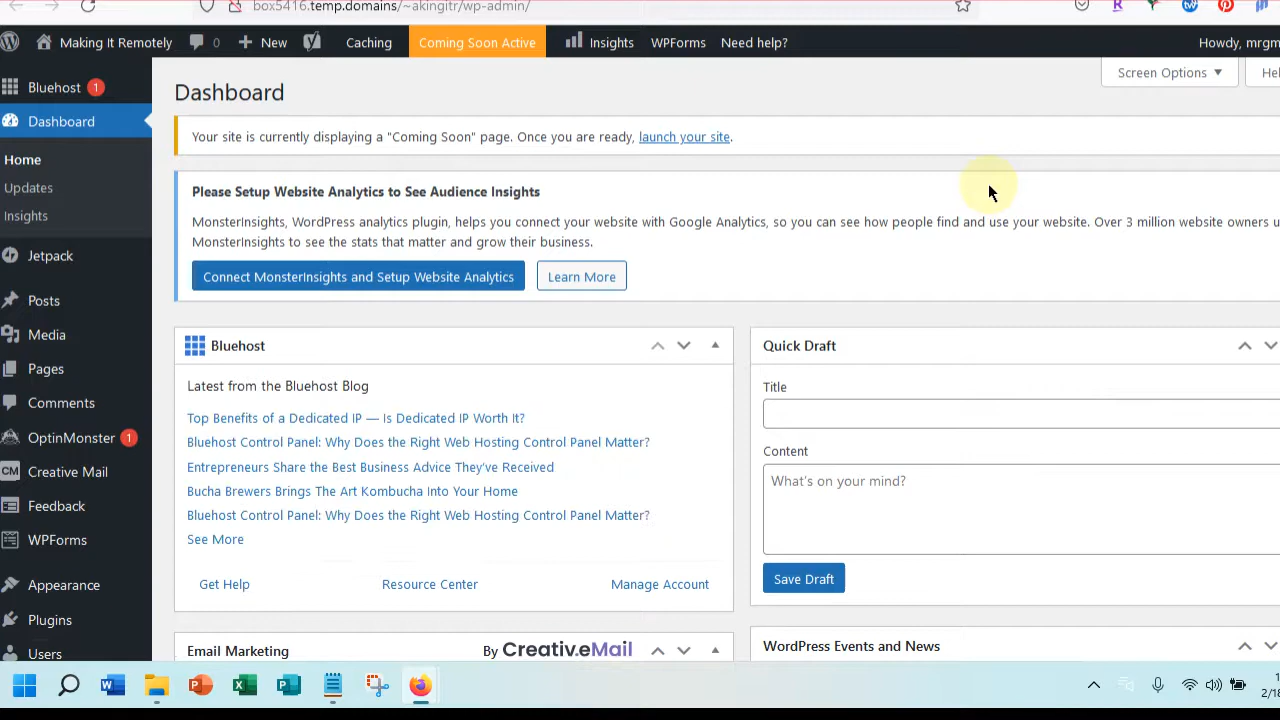 box5416.temp.domains/~akingitr/wp-admin/
Making It Remotely 0 New Caching Coming Soon Active Insights WPForms Need help? Howdy, mrgm
Screen Options Hel
Bluehost 1
Dashboard
Home
Updates
Insights
Jetpack
Posts
Media
Pages
Comments
OptinMonster 1
CM Creative Mail
Feedback
WPForms
Appearance
Plugins
Users
Dashboard
Your site is currently displaying a "Coming Soon" page. Once you are ready, launch your site.
Please Setup Website Analytics to See Audience Insights
MonsterInsights, WordPress analytics plugin, helps you connect your website with Google Analytics, so you can see how people find and use your website. Over 3 million website owners u
MonsterInsights to see the stats that matter and grow their business.
Connect MonsterInsights and Setup Website Analytics Learn More
Bluehost
Latest from the Bluehost Blog
Top Benefits of a Dedicated IP — Is Dedicated IP Worth It?
Bluehost Control Panel: Why Does the Right Web Hosting Control Panel Matter?
Entrepreneurs Share the Best Business Advice They've Received
Bucha Brewers Brings The Art Kombucha Into Your Home
Bluehost Control Panel: Why Does the Right Web Hosting Control Panel Matter?
See More
Get Help Resource Center Manage Account
Email Marketing By Creative.eMail
Quick Draft
Title
Content
What's on your mind?
Save Draft
WordPress Events and News
2/18